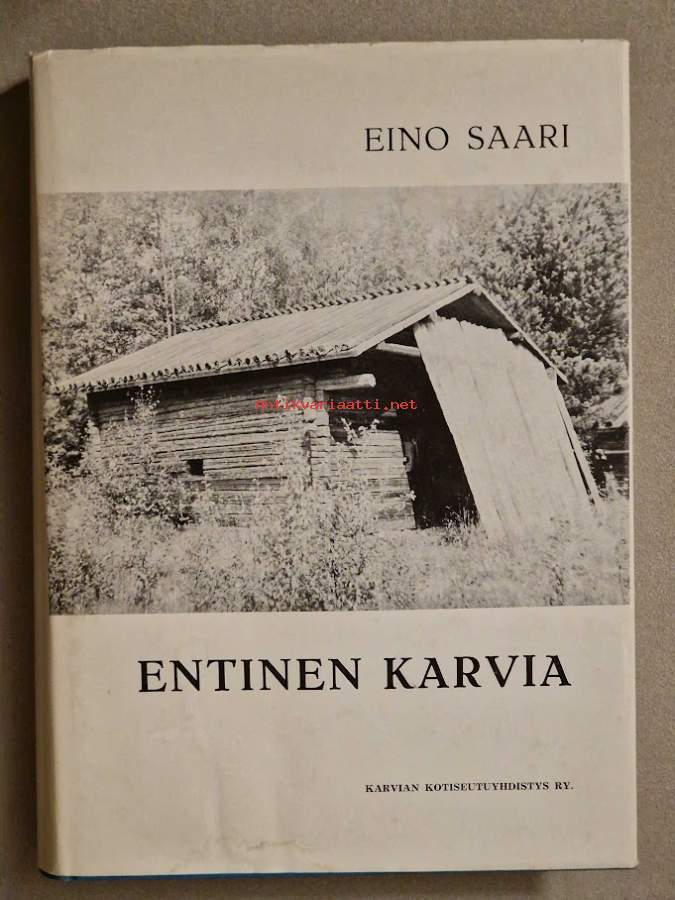 EINO SAARI
antikvariaatti.net
ENTINEN KARVIA
KARVIAN KOTISEUTUYHDISTYS RY.